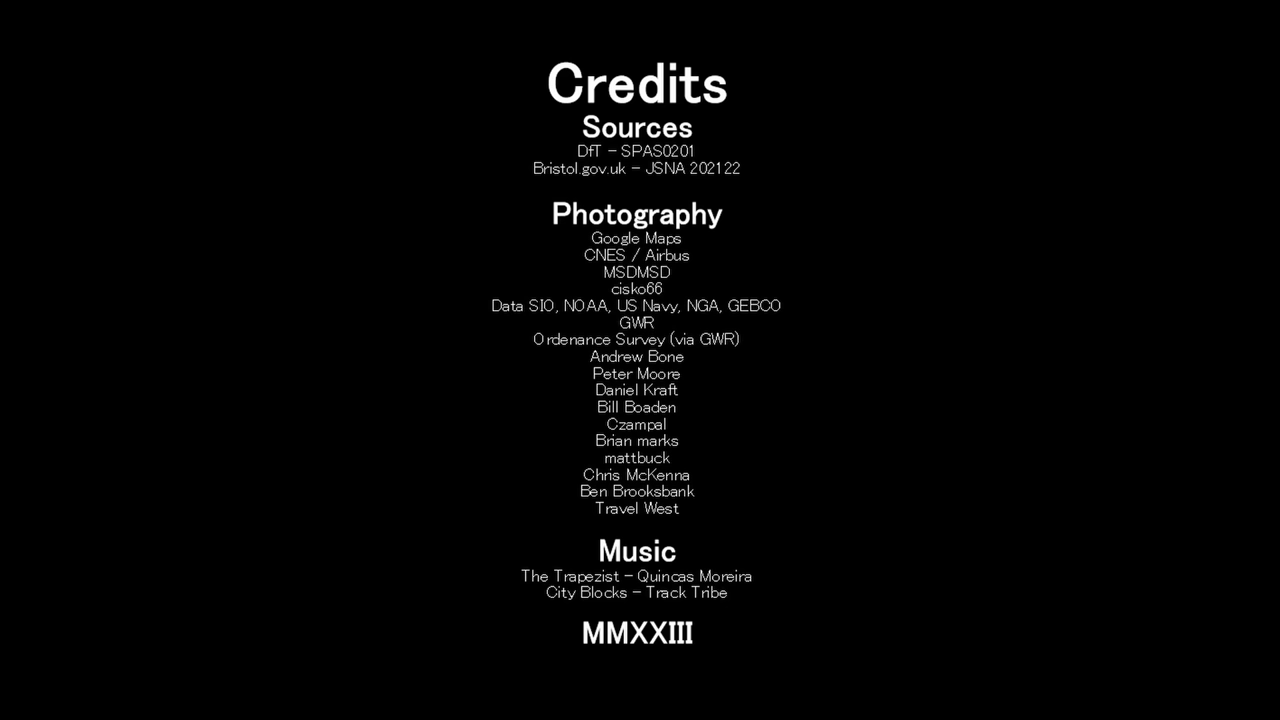 Credits
Sources
DfT - SPAS0201
Bristol.gov.uk - JSNA 202122
Photography
Google Maps
CNES / Airbus
MSDMSD
cisko66
Data SIO, NOAA, US Navy, NGA, GEBCO
GWR
Ordenance Survey (via GWR)
Andrew Bone
Peter Moore
Daniel Kraft
Bill Boaden
Czampal
Brian marks
mattbuck
Chris McKenna
Ben Brooksbank
Travel West
Music
The Trapezist - Quincas Moreira
City Blocks - Track Tribe
MMXXIII